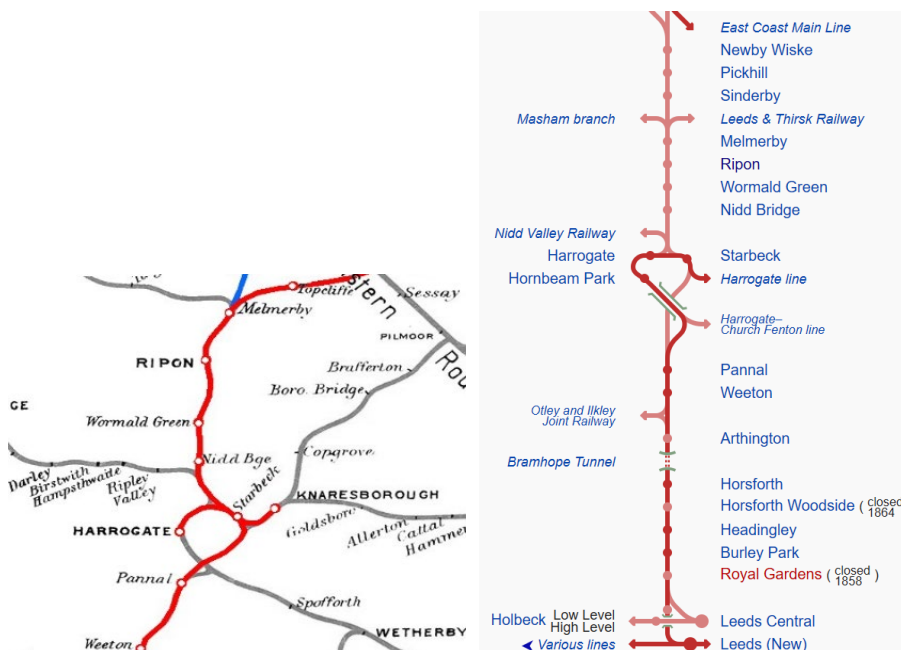 Topcliffe
stern
Sessay
Melmerby
PILMOOR
RIPON
Brafferton
Rou
Boro. Bridge
GE
Wormald Green
Copgrove
Nidd Bge
Starbeck
Darley
Birstwith
Hampsthwaite
Ripley
Valley
KNARESBOROUGH
Goldsboro
Allerton
Cattal
Hammer
HARROGATE
Pannal
Spofforth
WETHERBY
Weeton
East Coast Main Line
Newby Wiske
Pickhill
Sinderby
Masham branch
Leeds & Thirsk Railway
Melmerby
Ripon
Wormald Green
Nidd Bridge
Nidd Valley Railway
Harrogate
Starbeck
Hornbeam Park
Harrogate line
Harrogate–
Church Fenton line
Pannal
Weeton
Otley and Ilkley
Joint Railway
Arthington
Bramhope Tunnel
Horsforth
Horsforth Woodside ( closed
1864
Headingley
Burley Park
Royal Gardens ( closed
1858 )
Holbeck Low Level
High Level
Leeds Central
Various lines
Leeds (New)